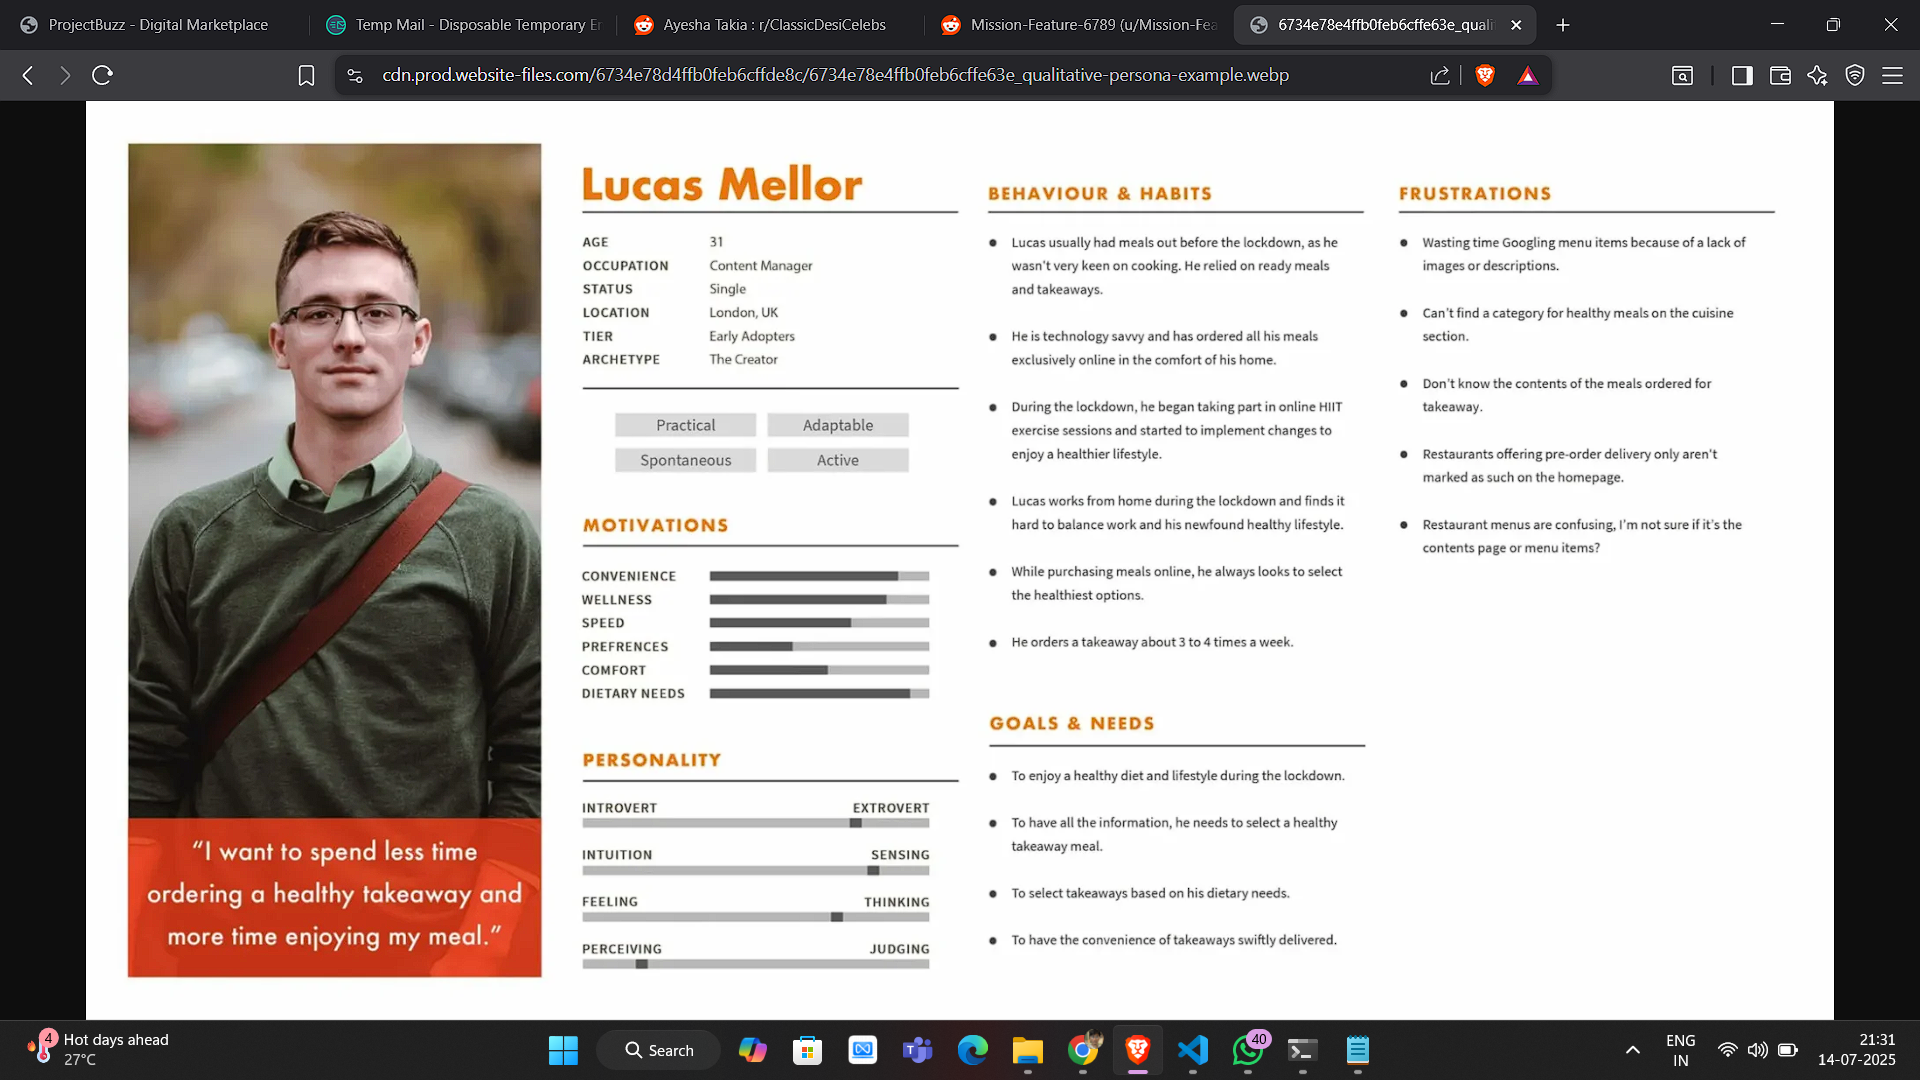 ProjectBuzz - Digital Marketplace
Temp Mail - Disposable Temporary E
Ayesha Takia : r/ClassicDesiCelebs
Mission-Feature-6789 (u/Mission-Fea
6734e78e4ffb0feb6cffe63e_quali
cdn.prod.website-files.com/6734e78d4ffb0feb6cffde8c/6734e78e4ffb0feb6cffe63e_qualitative-persona-example.webp
“I want to spend less time
ordering a healthy takeaway and
more time enjoying my meal.”
Lucas Mellor
AGE 31
OCCUPATION Content Manager
STATUS Single
LOCATION London, UK
TIER Early Adopters
ARCHETYPE The Creator
Practical Adaptable
Spontaneous Active
MOTIVATIONS
CONVENIENCE
WELLNESS
SPEED
PREFRENCES
COMFORT
DIETARY NEEDS
PERSONALITY
INTROVERT EXTROVERT
INTUITION SENSING
FEELING THINKING
PERCEIVING JUDGING
BEHAVIOUR & HABITS
Lucas usually had meals out before the lockdown, as he
wasn't very keen on cooking. He relied on ready meals
and takeaways.
He is technology savvy and has ordered all his meals
exclusively online in the comfort of his home.
During the lockdown, he began taking part in online HIIT
exercise sessions and started to implement changes to
enjoy a healthier lifestyle.
Lucas works from home during the lockdown and finds it
hard to balance work and his newfound healthy lifestyle.
While purchasing meals online, he always looks to select
the healthiest options.
He orders a takeaway about 3 to 4 times a week.
GOALS & NEEDS
To enjoy a healthy diet and lifestyle during the lockdown.
To have all the information, he needs to select a healthy
takeaway meal.
To select takeaways based on his dietary needs.
To have the convenience of takeaways swiftly delivered.
FRUSTRATIONS
Wasting time Googling menu items because of a lack of
images or descriptions.
Can't find a category for healthy meals on the cuisine
section.
Don't know the contents of the meals ordered for
takeaway.
Restaurants offering pre-order delivery only aren't
marked as such on the homepage.
Restaurant menus are confusing, I'm not sure if it's the
contents page or menu items?
4
Hot days ahead
27°C
Search
40
ENG
IN
21:31
14-07-2025